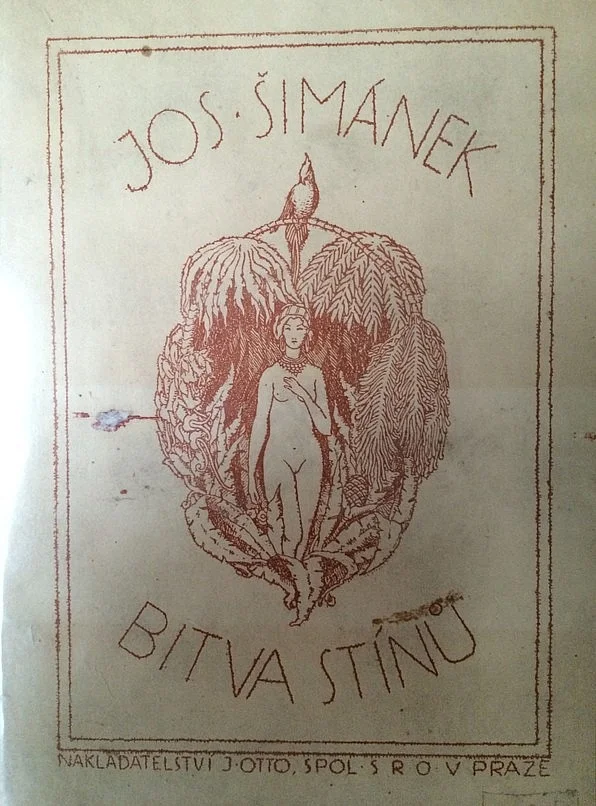 JOS · ŠIMÁNEK
BITVA STÍNŮ
NAKLADATELSTVÍ J·OTTO, SPOL·S R O·V PRAZE